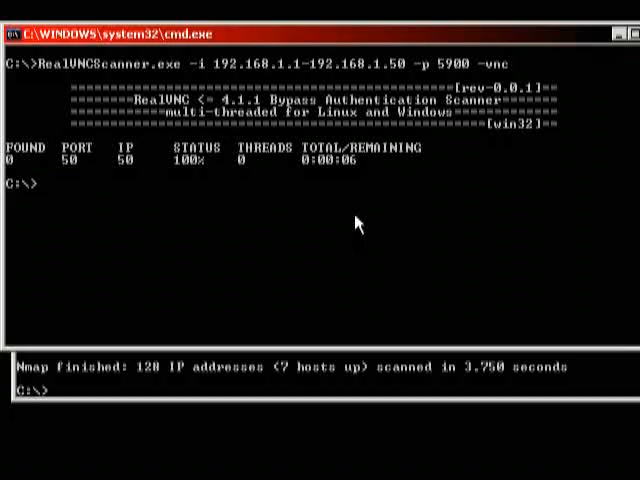 C:\WINDOWS\system32\cmd.exe
C:\>RealVNCScanner.exe -i 192.168.1.1-192.168.1.50 -p 5900 -vnc
================================================[rev-0.0.1]==
========RealVNC <= 4.1.1 Bypass Authentication Scanner=======
============multi-threaded for Linux and Windows=============
====================================================[win32]==
FOUND PORT IP STATUS THREADS TOTAL/REMAINING
0 50 50 100% 0 0:00:06
C:\>
Nmap finished: 128 IP addresses (7 hosts up) scanned in 3.750 seconds
C:\>